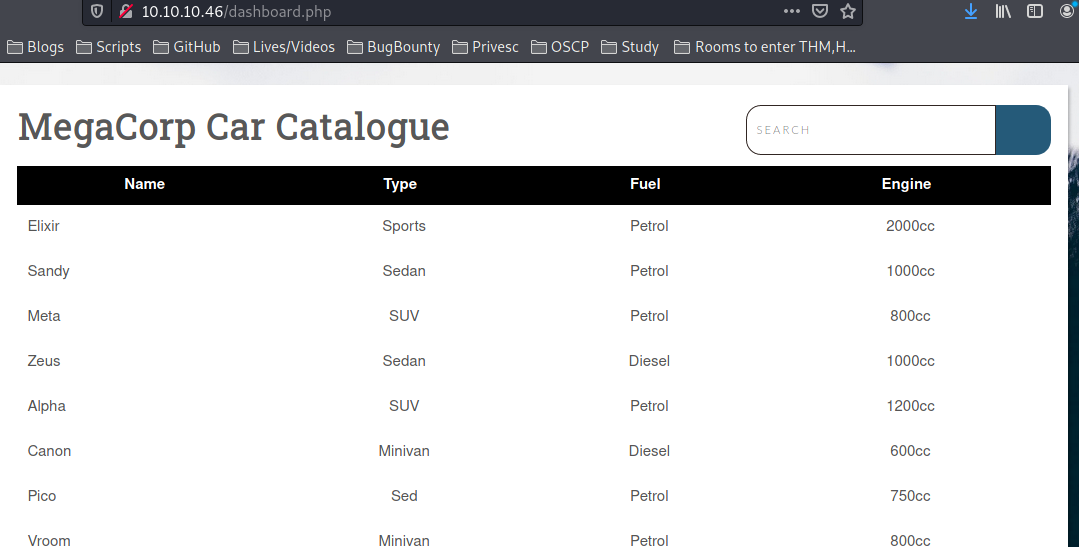 10.10.10.46/dashboard.php
Blogs Scripts GitHub Lives/Videos BugBounty Privesc OSCP Study Rooms to enter THM,H...
MegaCorp Car Catalogue
SEARCH
Name Type Fuel Engine
Elixir Sports Petrol 2000cc
Sandy Sedan Petrol 1000cc
Meta SUV Petrol 800cc
Zeus Sedan Diesel 1000cc
Alpha SUV Petrol 1200cc
Canon Minivan Diesel 600cc
Pico Sed Petrol 750cc
Vroom Minivan Petrol 800cc